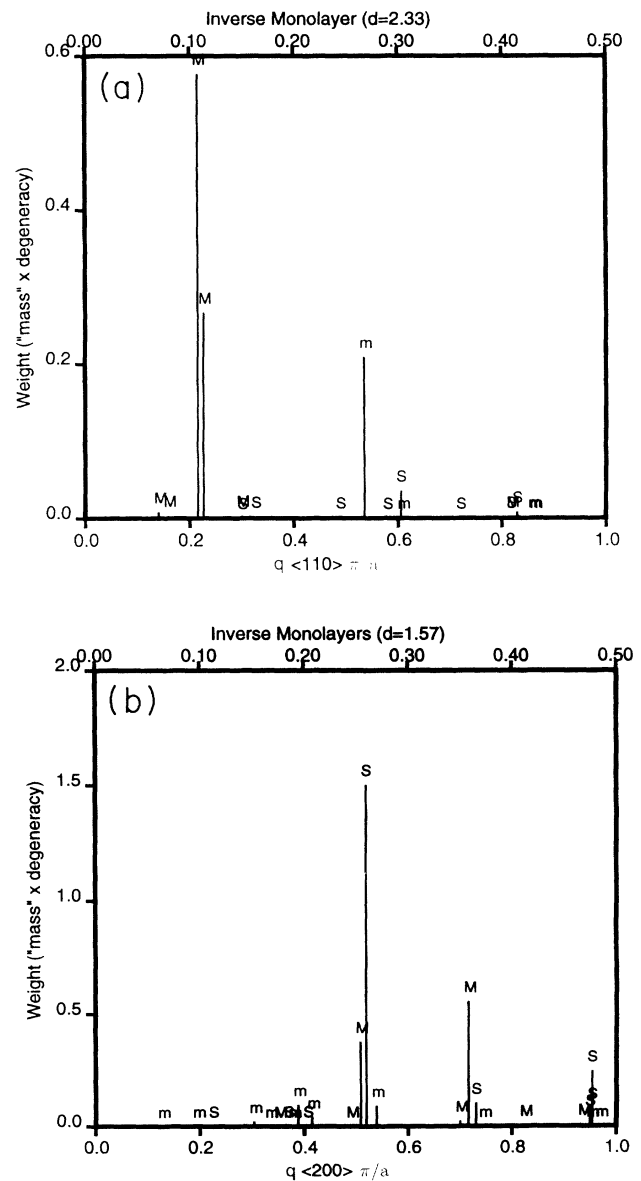 Inverse Monolayer (d=2.33)
0.00 0.10 0.20 0.30 0.40 0.50
0.6 M
(a)
0.4
M
m
0.2
S
M M M S S S S m S S m
0.0
0.0 0.2 0.4 0.6 0.8 1.0
q <110> π a
Weight ("mass" x degeneracy)
Inverse Monolayers (d=1.57)
0.00 0.10 0.20 0.30 0.40 0.50
2.0
(b)
S
1.5
1.0
M M
0.5
S
m m m S
m m S m m M S m S M M m M M m
0.0
0.0 0.2 0.4 0.6 0.8 1.0
q <200> π/a
Weight ("mass" x degeneracy)